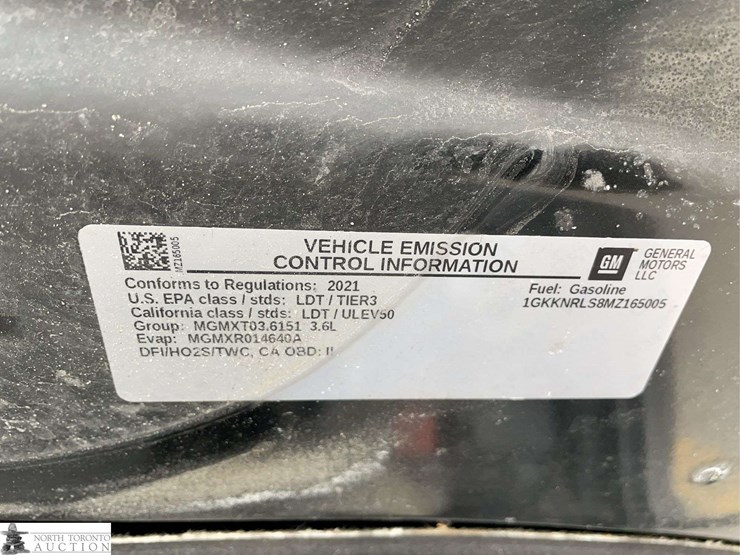 MZ165005
VEHICLE EMISSION
CONTROL INFORMATION
GM
GENERAL
MOTORS
LLC
Conforms to Regulations: 2021
U.S. EPA class / stds: LDT / TIER3
California class / stds: LDT / ULEV50
Group: MGMXT03.6151 3.6L
Evap: MGMXR014640A
DFI/HO2S/TWC, CA OBD: II
Fuel: Gasoline
1GKKNRLS8MZ165005
NORTH TORONTO
AUCTION